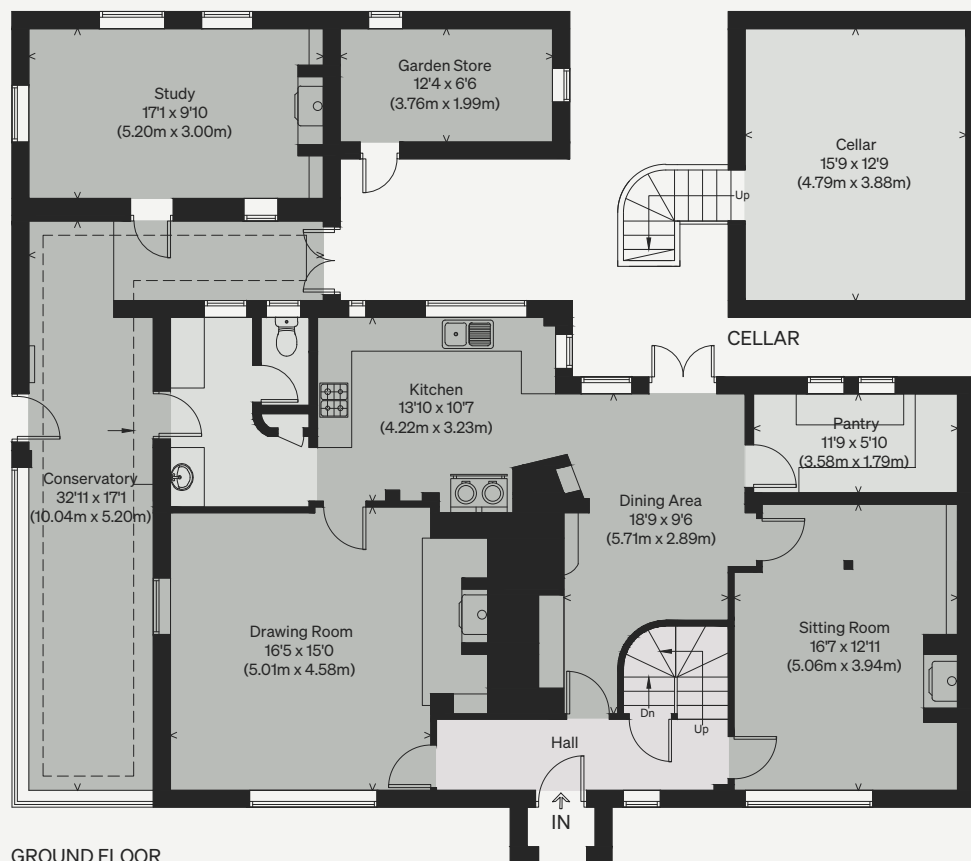 Study
17'1 x 9'10
(5.20m x 3.00m)
Garden Store
12'4 x 6'6
(3.76m x 1.99m)
Cellar
15'9 x 12'9
(4.79m x 3.88m)
Up
CELLAR
Kitchen
13'10 x 10'7
(4.22m x 3.23m)
Pantry
11'9 x 5'10
(3.58m x 1.79m)
Conservatory
32'11 x 17'1
(10.04m x 5.20m)
Dining Area
18'9 x 9'6
(5.71m x 2.89m)
Drawing Room
16'5 x 15'0
(5.01m x 4.58m)
Sitting Room
16'7 x 12'11
(5.06m x 3.94m)
Dn
Up
Hall
IN
GROUND FLOOR